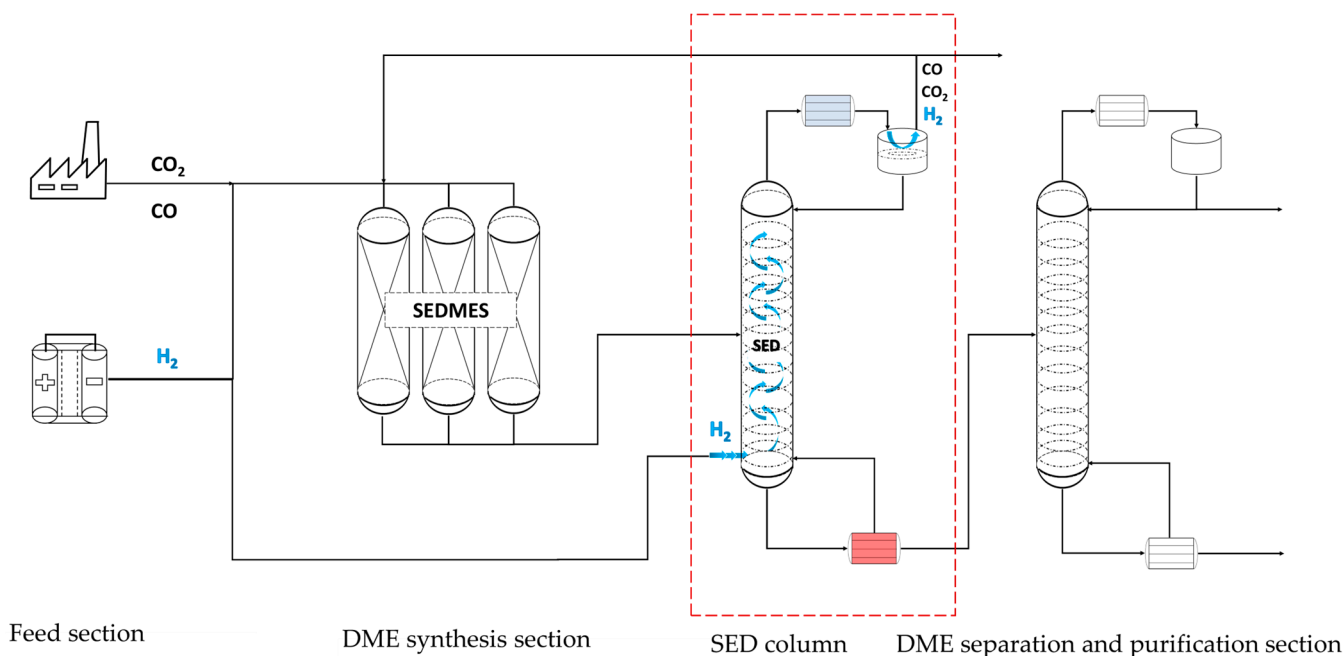 CO
CO₂
H₂
CO₂
CO
H₂
SEDMES
SED
H₂
+
−
Feed section
DME synthesis section
SED column
DME separation and purification section